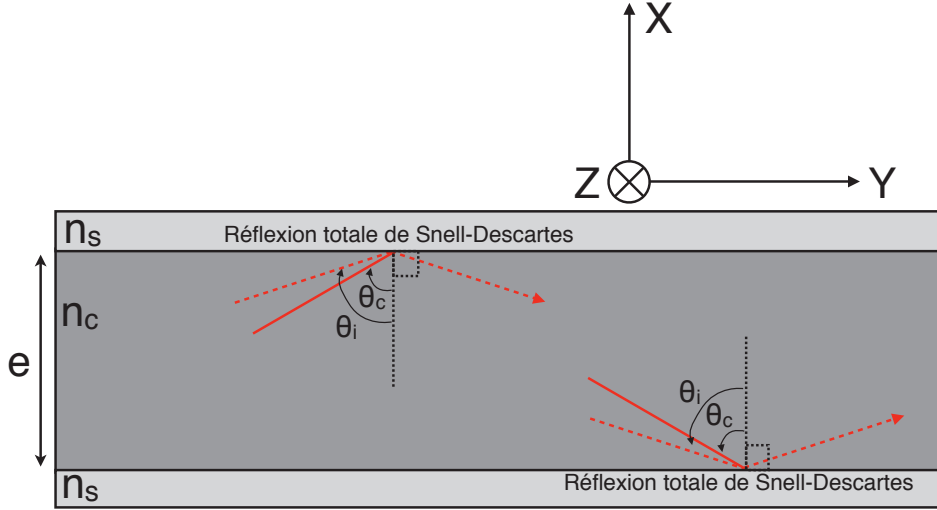 X
Z
Y
ns
Réflexion totale de Snell-Descartes
nc
θc
θi
e
θi
θc
ns
Réflexion totale de Snell-Descartes